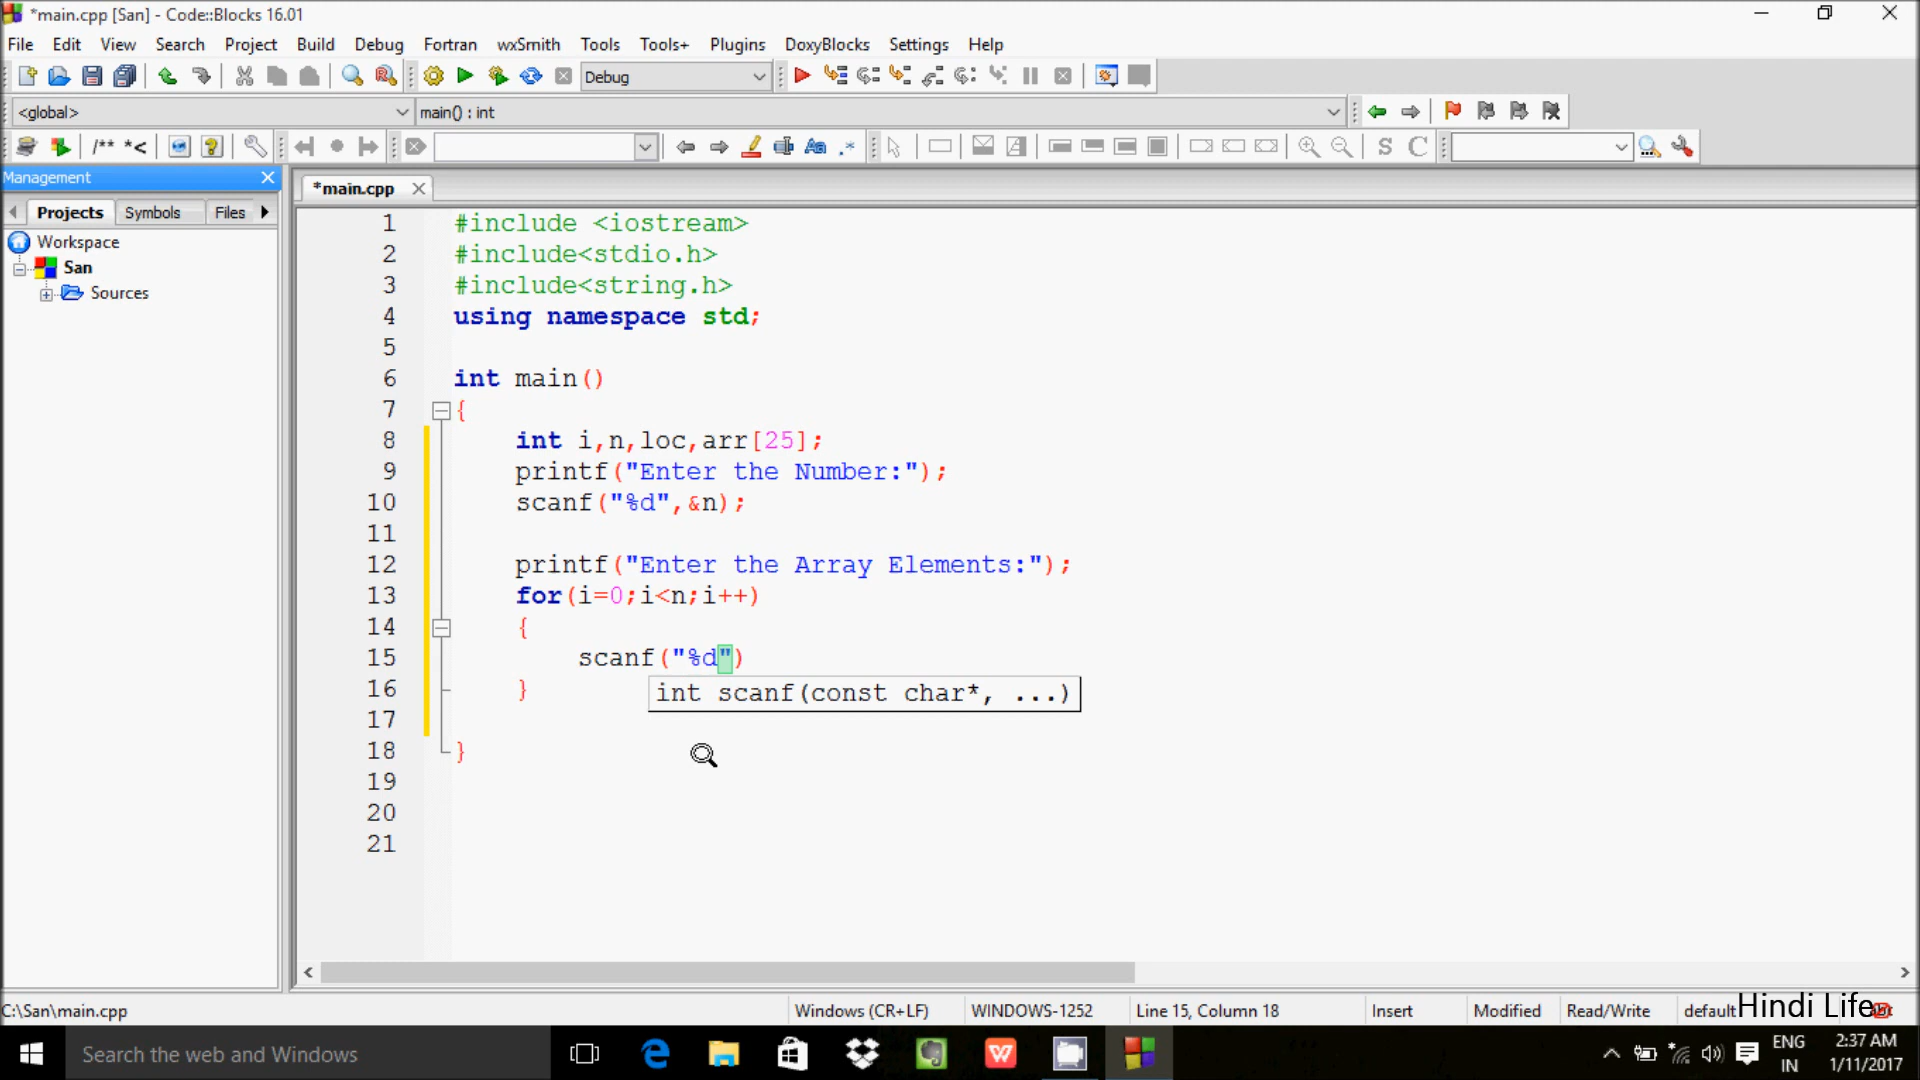 *main.cpp [San] - Code::Blocks 16.01
File Edit View Search Project Build Debug Fortran wxSmith Tools Tools+ Plugins DoxyBlocks Settings Help
Debug
<global> main() : int
/** *<
S C
Management
*main.cpp
Projects Symbols Files
Workspace
San
Sources
1 #include <iostream>
2 #include<stdio.h>
3 #include<string.h>
4 using namespace std;
5
6 int main()
7 {
8 int i,n,loc,arr[25];
9 printf("Enter the Number:");
10 scanf("%d",&n);
11
12 printf("Enter the Array Elements:");
13 for(i=0;i<n;i++)
14 {
15 scanf("%d")
16 }
int scanf(const char*, ...)
17
18 }
19
20
21
C:\San\main.cpp Windows (CR+LF) WINDOWS-1252 Line 15, Column 18 Insert Modified Read/Write default
Hindi Life
Search the web and Windows
ENG
IN
2:37 AM
1/11/2017